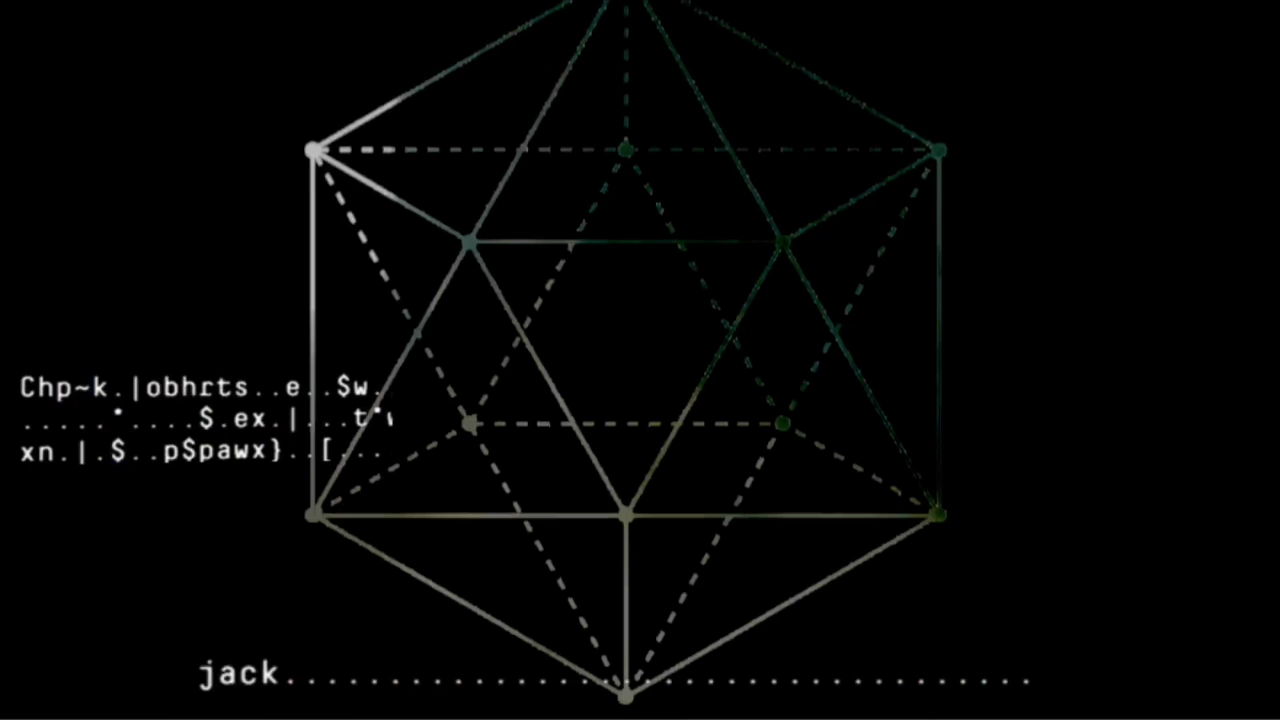 Chp~k.|obhrts..e..$w.
.....*....$.ex.|...t*
xn.|.$..p$pawx}..[...
jack...........................................